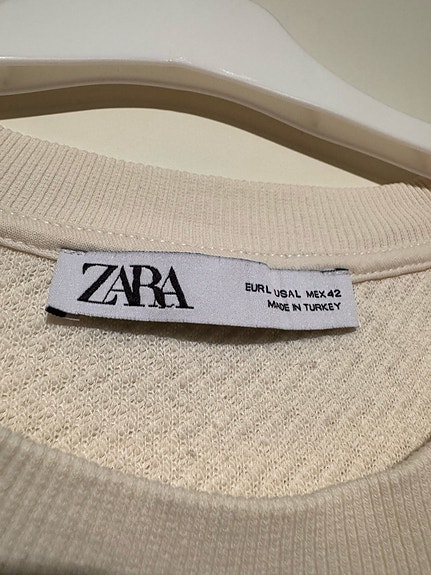 ZARA
EUR L USA L MEX 42
MADE IN TURKEY